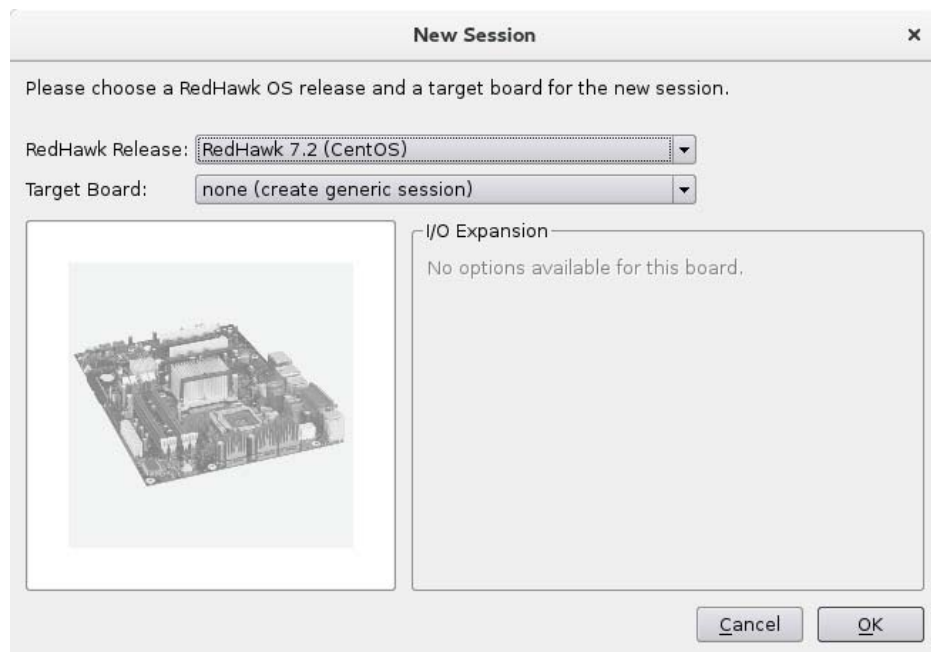 New Session
Please choose a RedHawk OS release and a target board for the new session.
RedHawk Release: RedHawk 7.2 (CentOS)
Target Board: none (create generic session)
I/O Expansion
No options available for this board.
Cancel OK